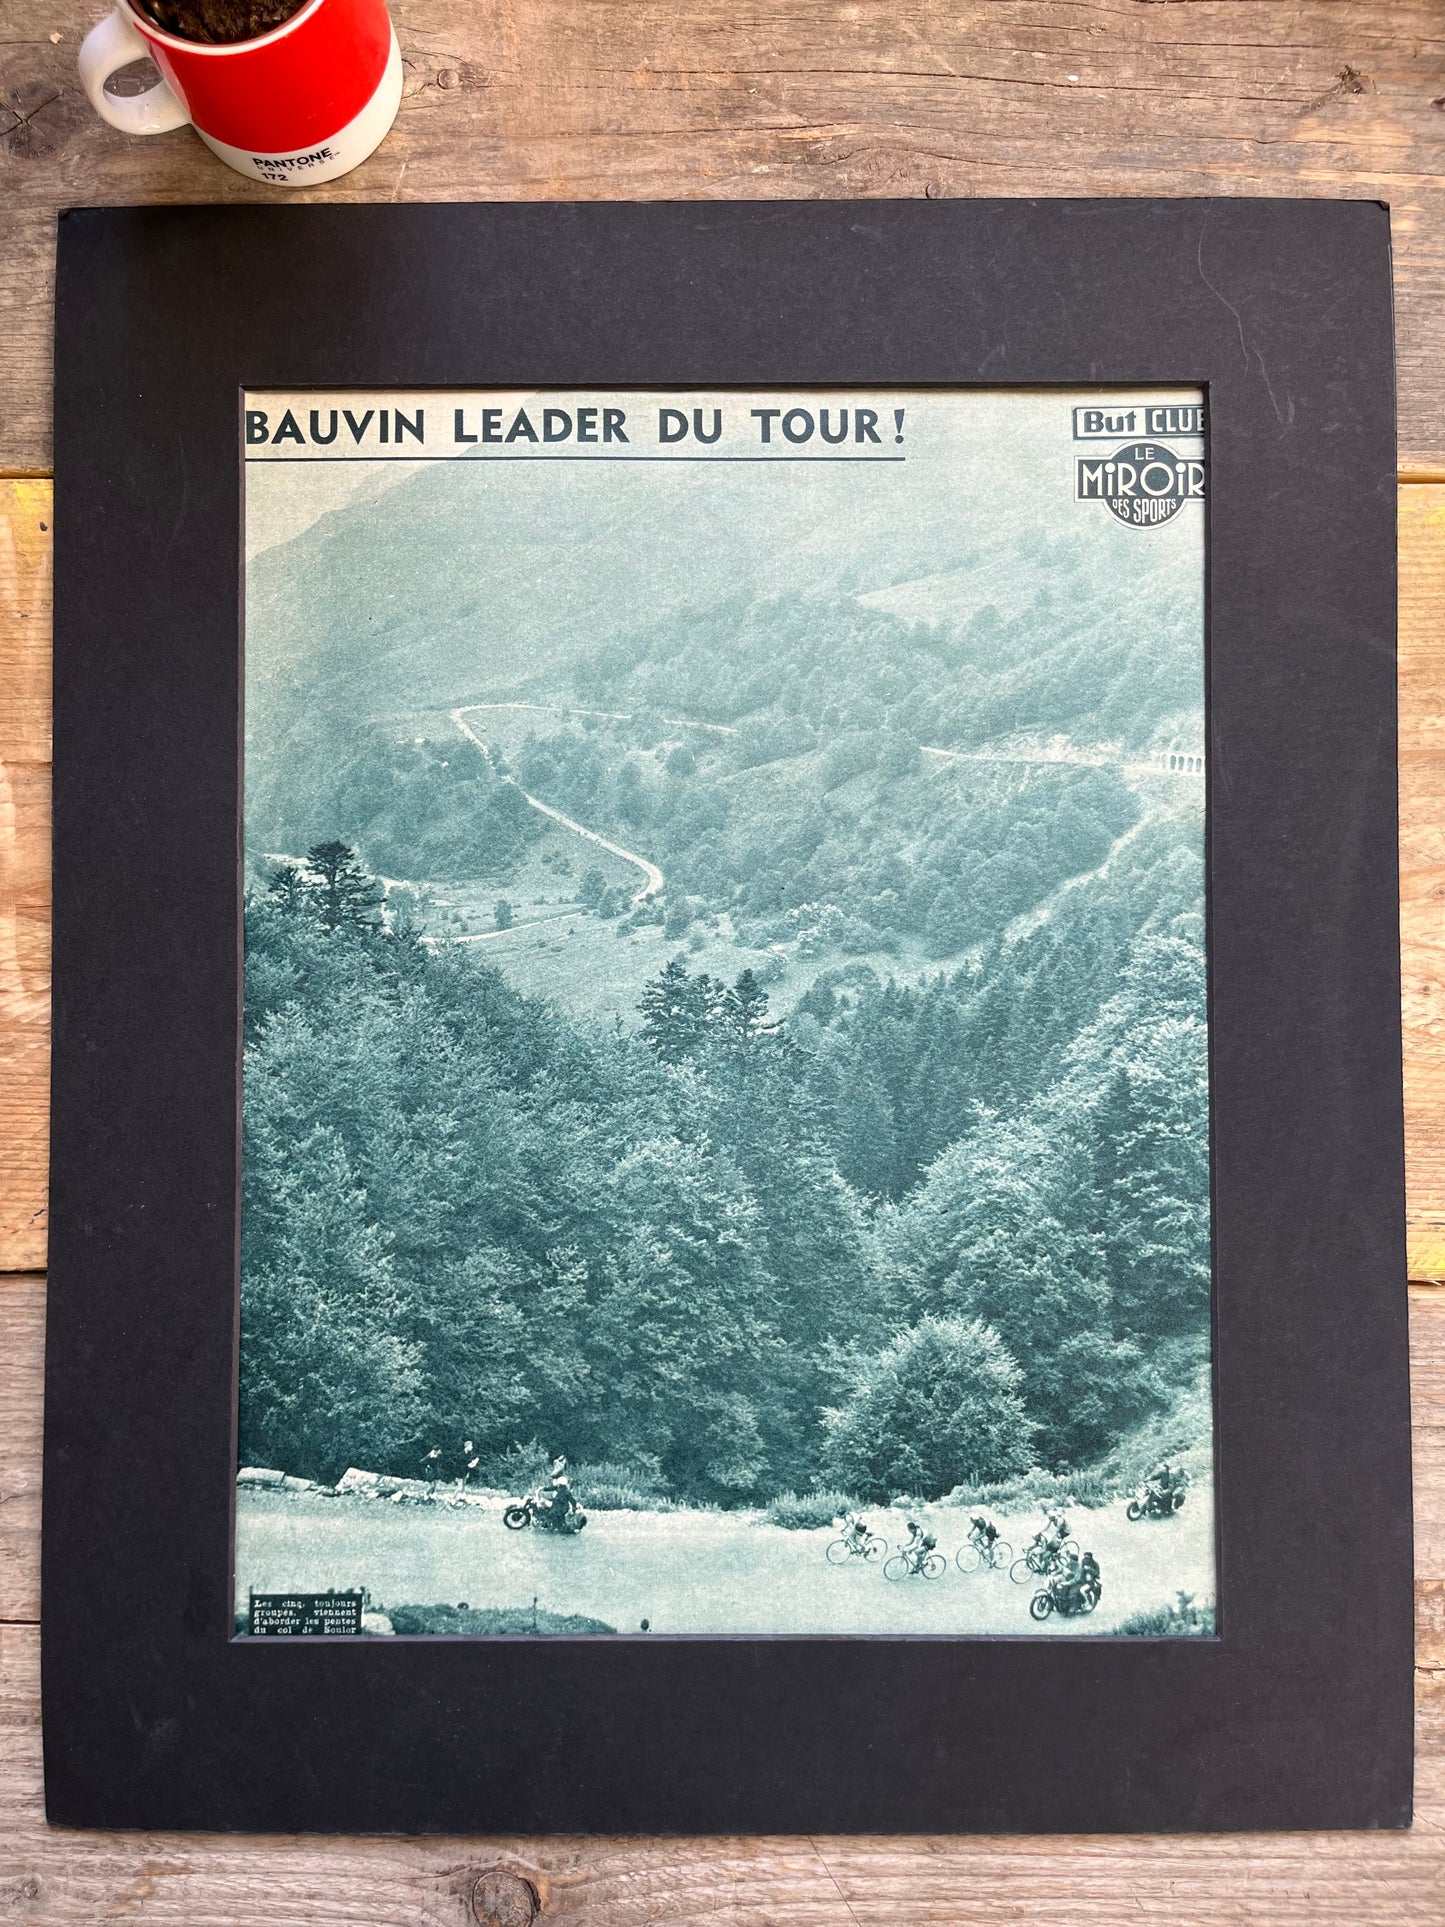 PANTONE
UNIVERSE™
172
BAUVIN LEADER DU TOUR !
But CLUB
LE
MiROiR
DES SPORTS
Les cinq, toujours
groupés, viennent
d'aborder les pentes
du col de Soulor